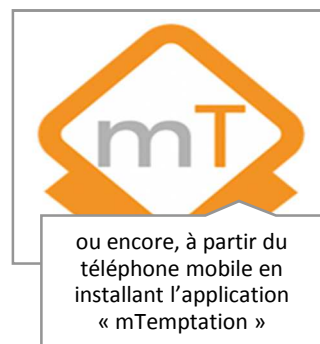 mT
ou encore, à partir du
téléphone mobile en
installant l’application
« mTemptation »